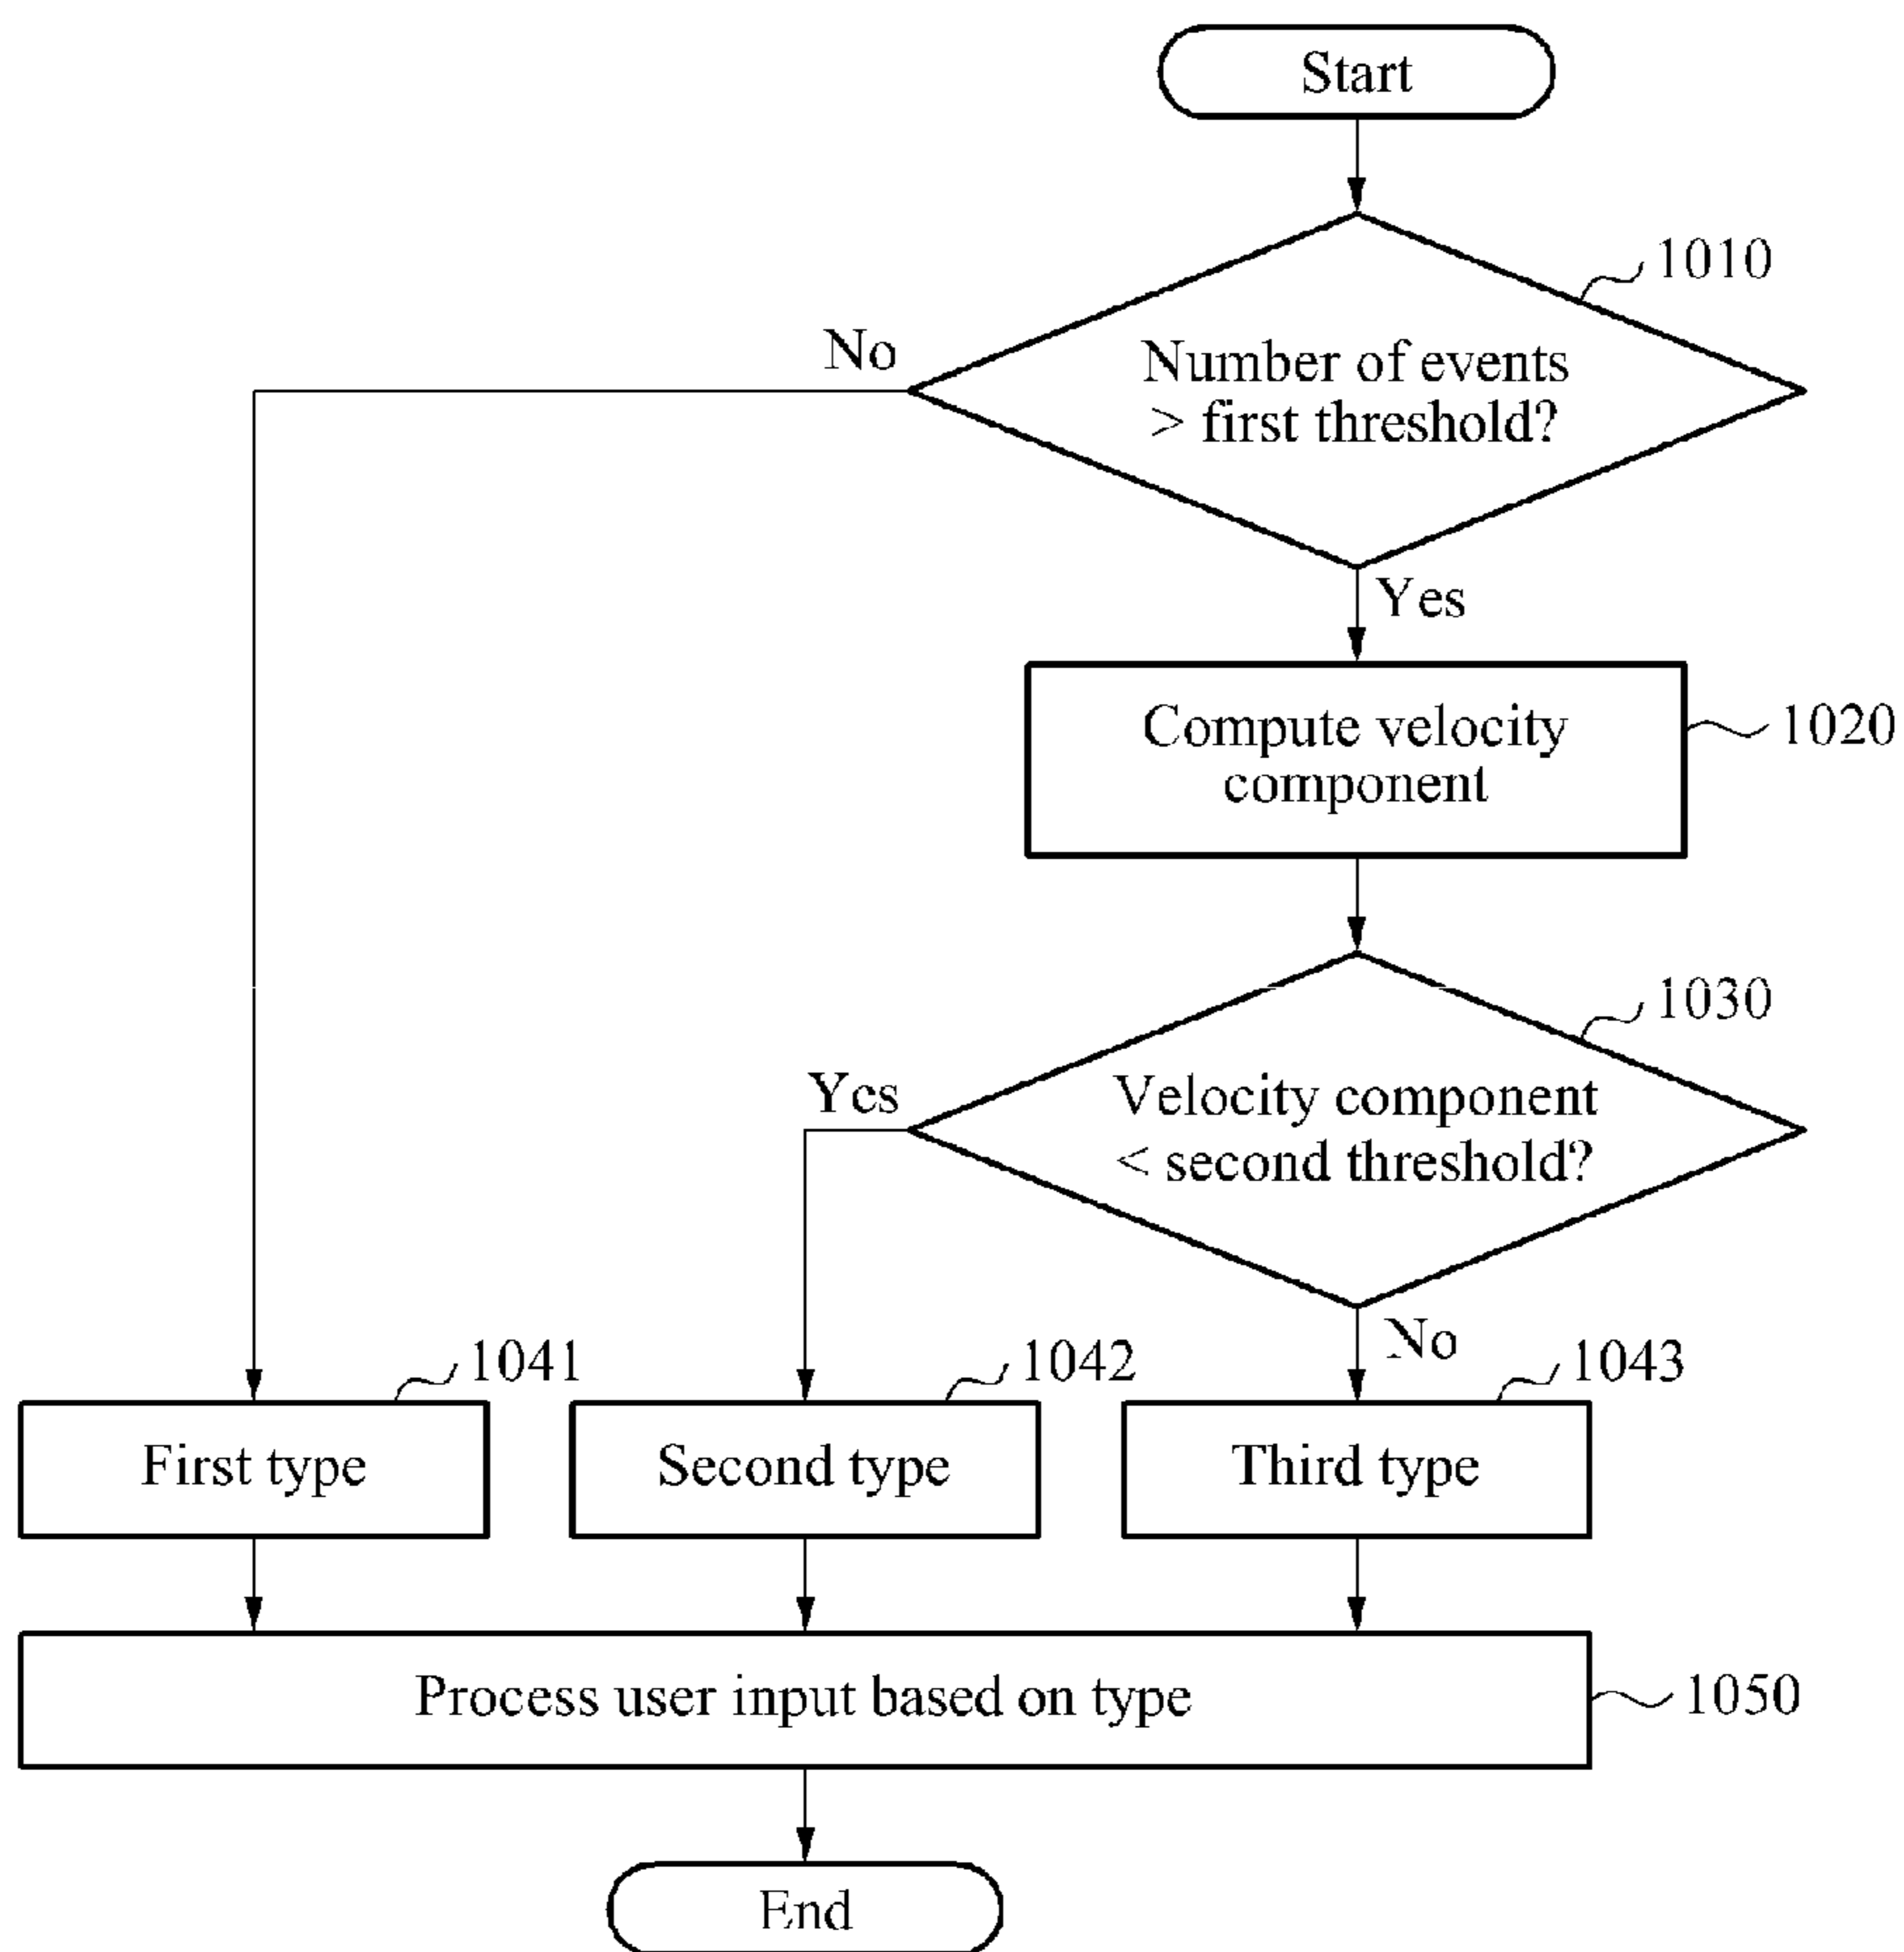 Start
1010
No
Number of events
> first threshold?
Yes
Compute velocity
component
1020
1030
Yes
Velocity component
< second threshold?
No
1041
1042
1043
First type
Second type
Third type
Process user input based on type
1050
End